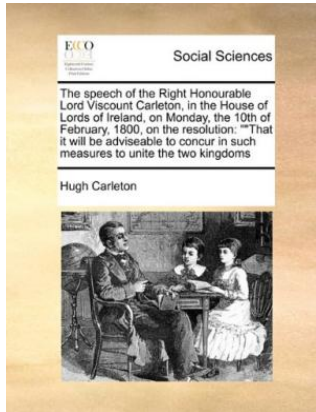 ECCO
Social Sciences
The speech of the Right Honourable
Lord Viscount Carleton, in the House of
Lords of Ireland, on Monday, the 10th of
February, 1800, on the resolution: ""That
it will be adviseable to concur in such
measures to unite the two kingdoms
Hugh Carleton